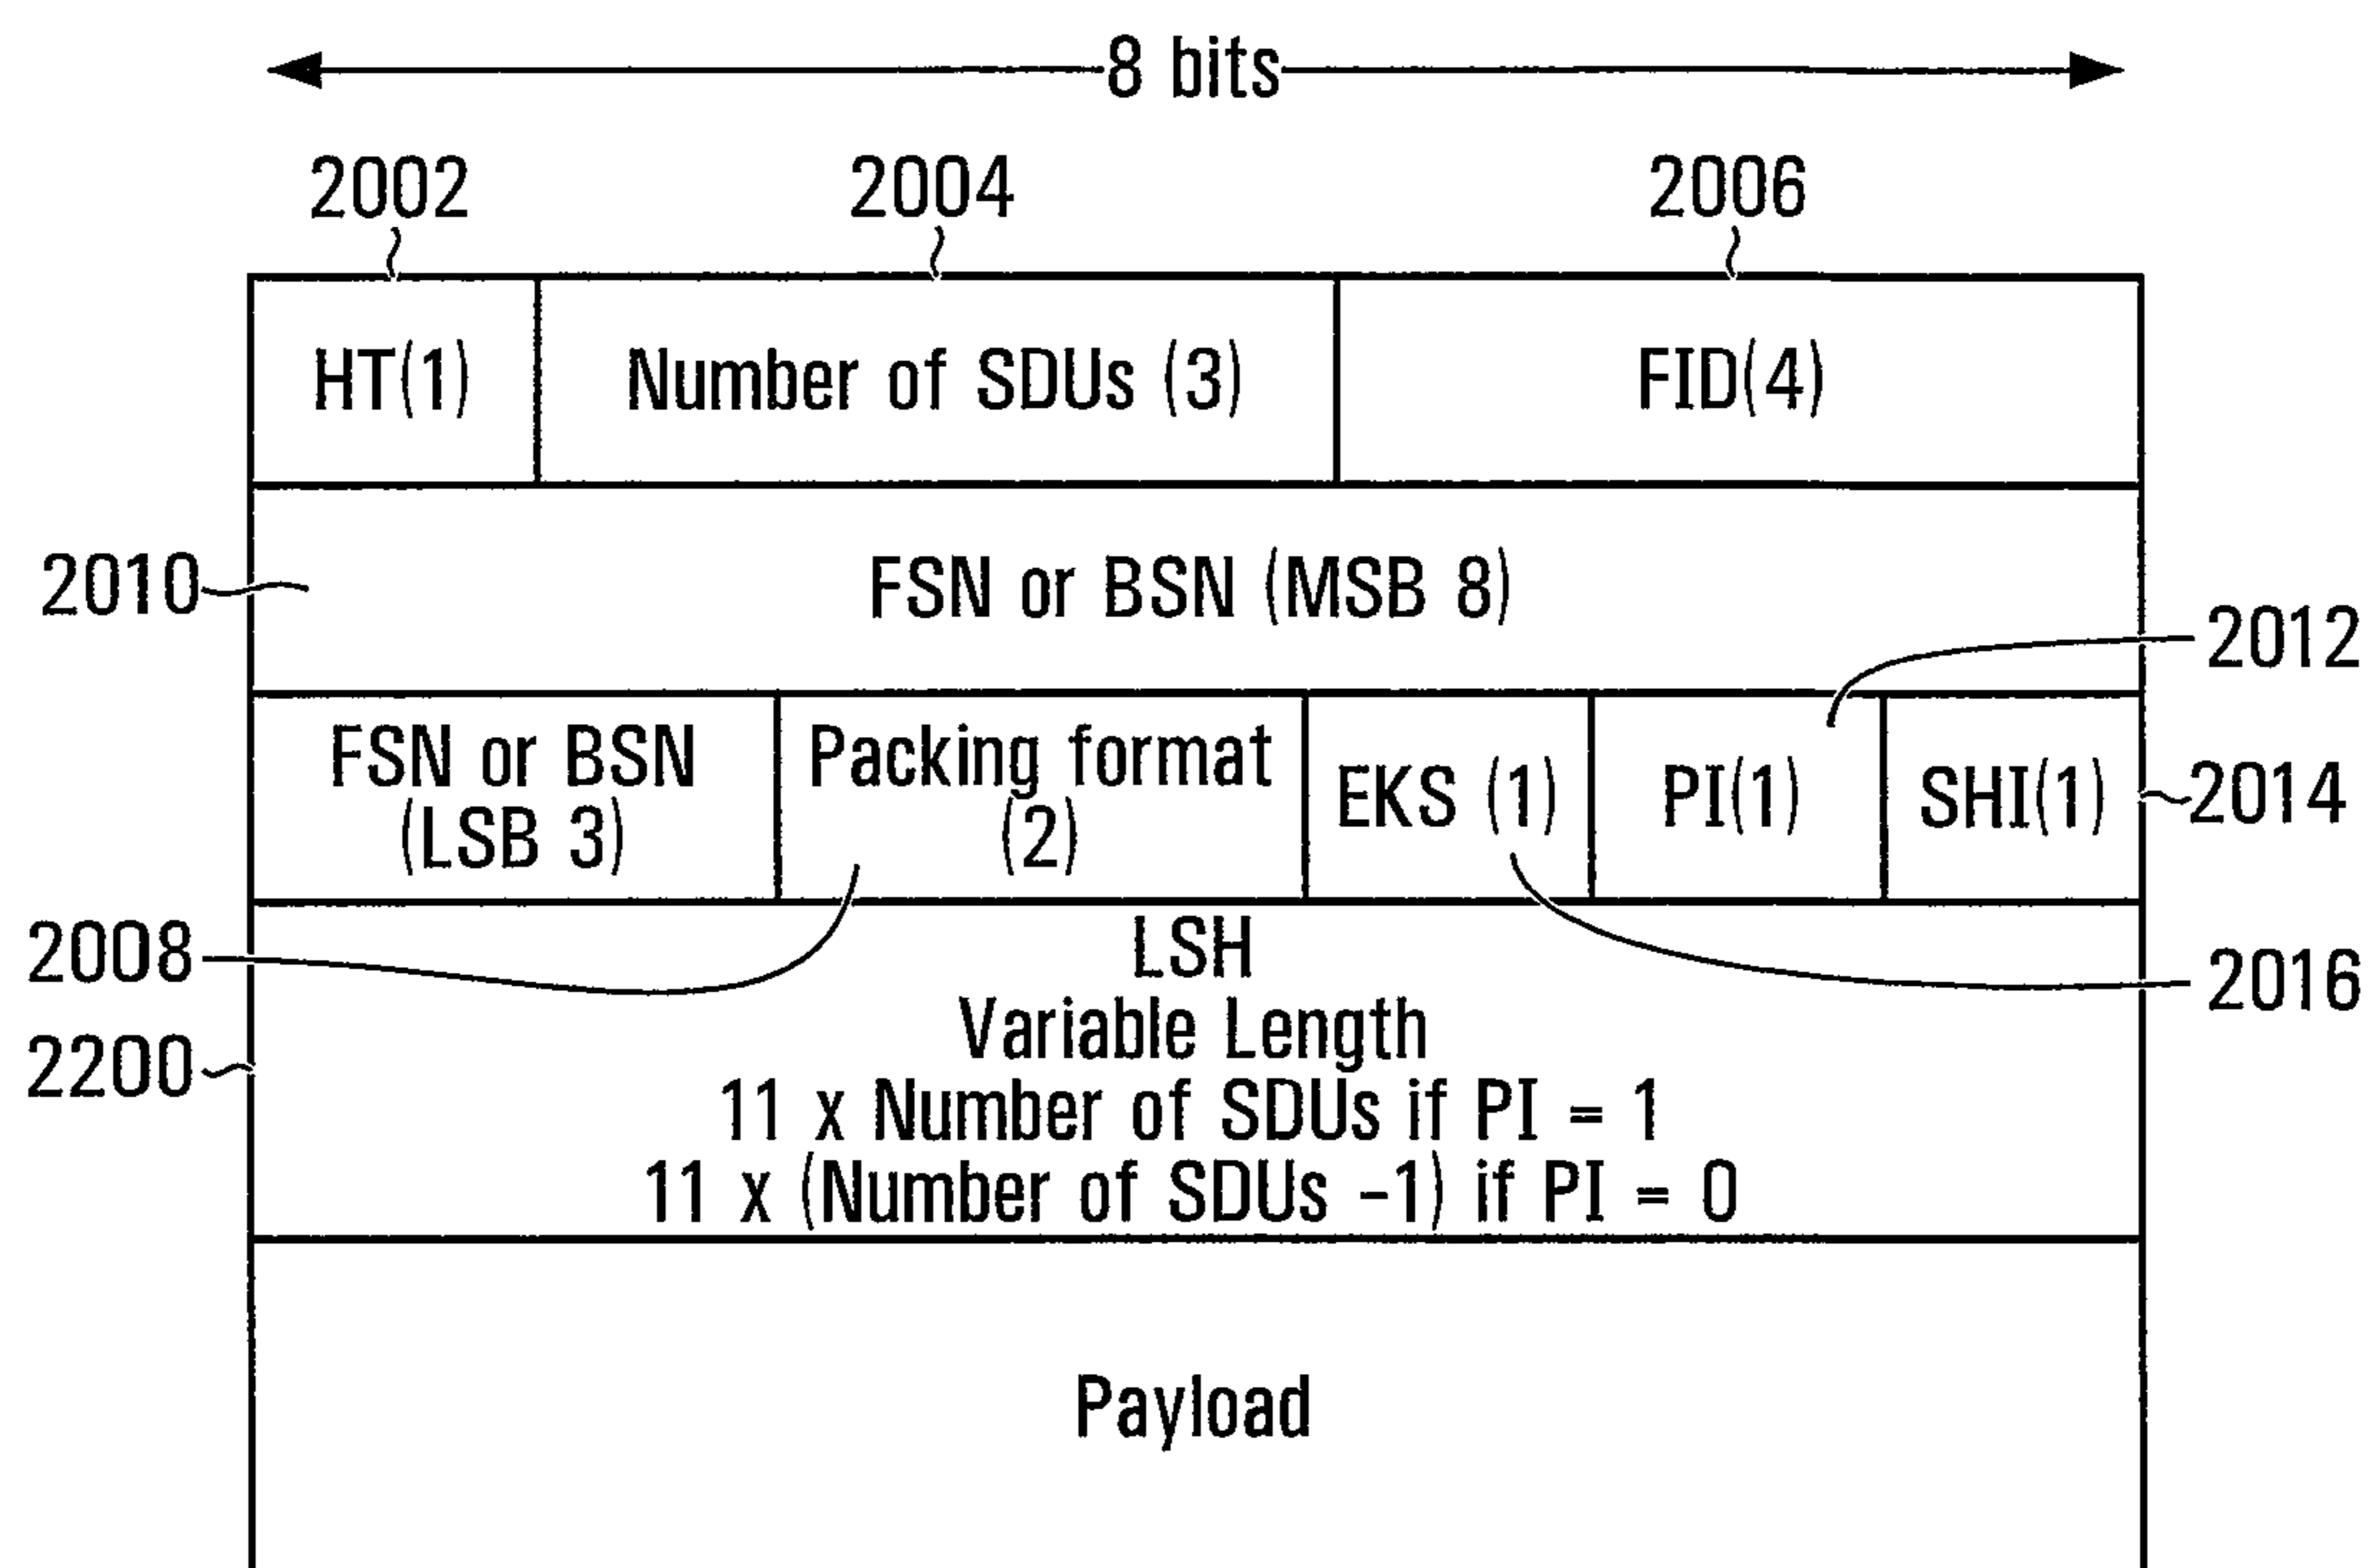 8 bits
2002
2004
2006
HT(1)
Number of SDUs (3)
FID(4)
2010
FSN or BSN (MSB 8)
2012
FSN or BSN
(LSB 3)
Packing format
(2)
EKS (1)
PI(1)
SHI(1)
2014
2008
LSH
2016
Variable Length
2200
11 x Number of SDUs if PI = 1
11 x (Number of SDUs -1) if PI = 0
Payload